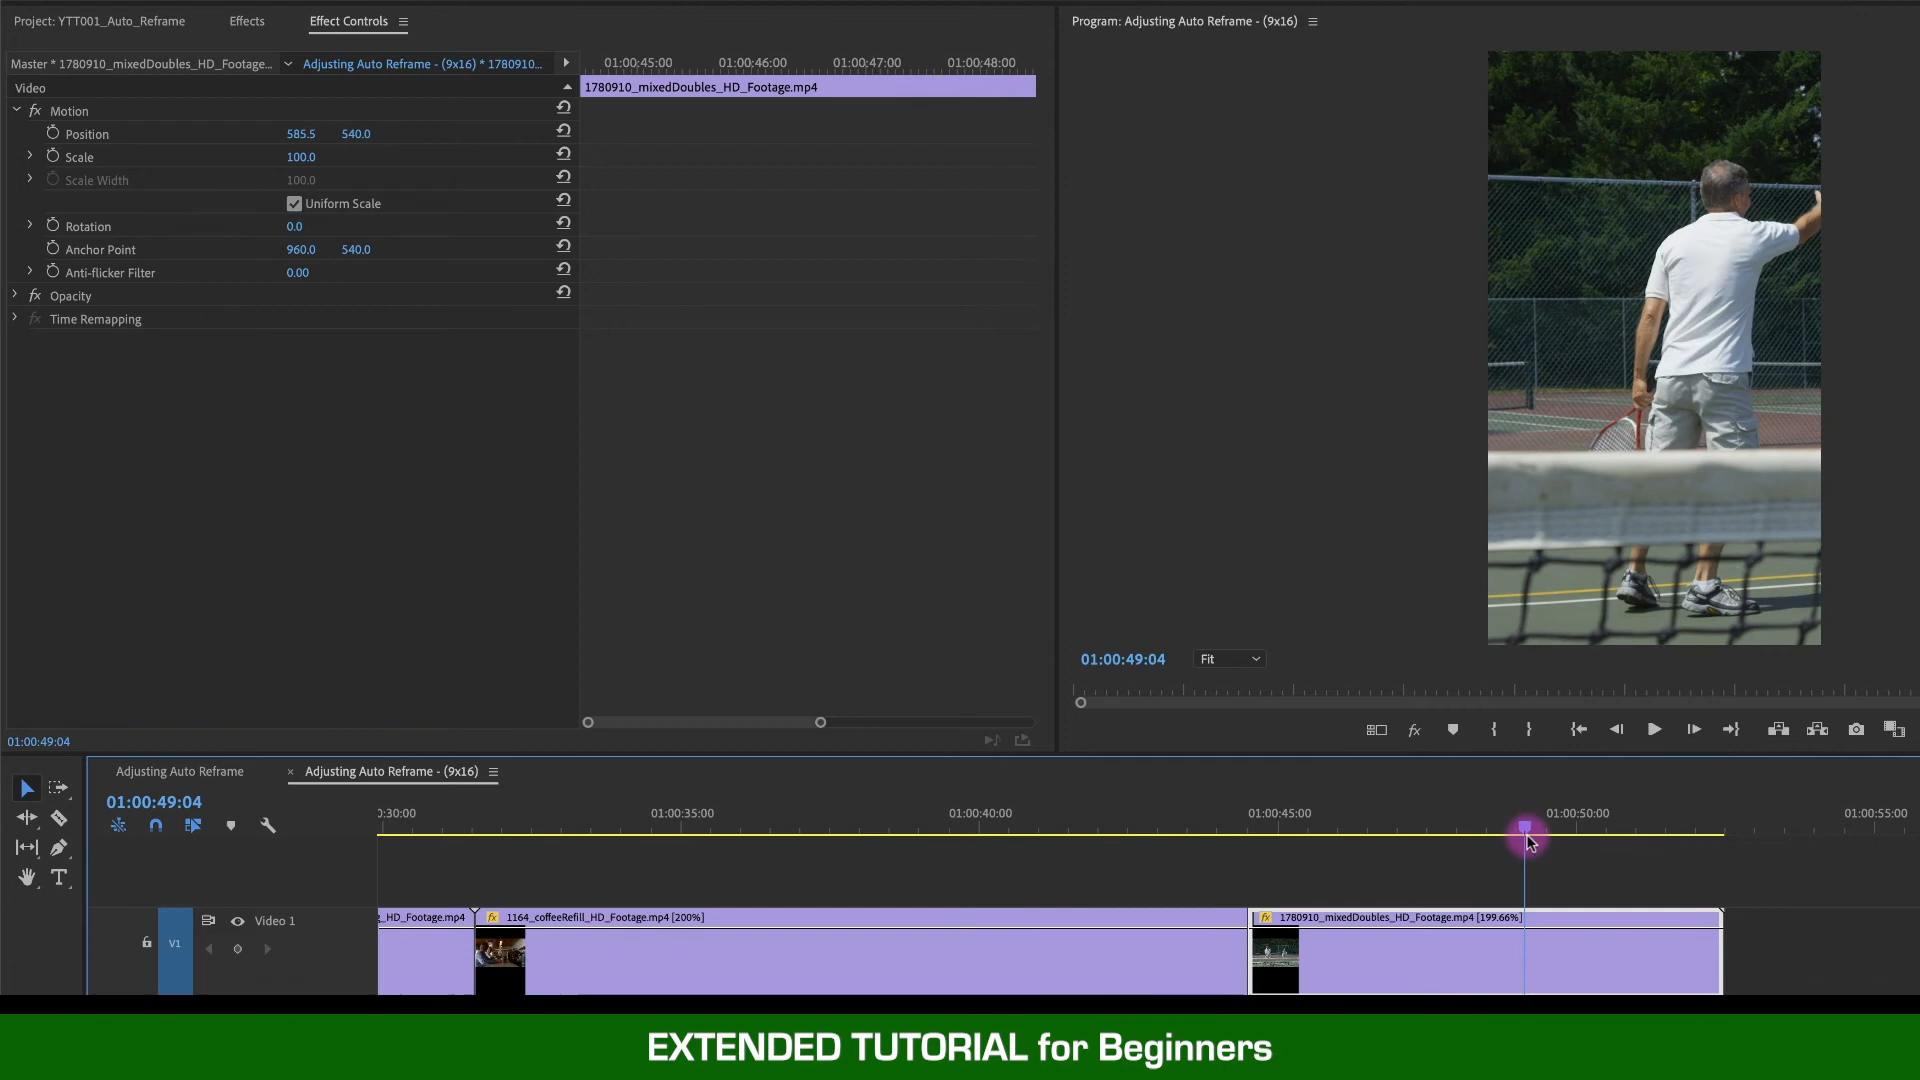 Project: YTT001_Auto_Reframe
Effects
Effect Controls
Program: Adjusting Auto Reframe - (9x16)
Master * 1780910_mixedDoubles_HD_Footage...
Adjusting Auto Reframe - (9x16) * 1780910...
01:00:45:00
01:00:46:00
01:00:47:00
01:00:48:00
Video
1780910_mixedDoubles_HD_Footage.mp4
fx Motion
Position 585.5 540.0
Scale 100.0
Scale Width 100.0
Uniform Scale
Rotation 0.0
Anchor Point 960.0 540.0
Anti-flicker Filter 0.00
fx Opacity
fx Time Remapping
01:00:49:04
Fit
fx
01:00:49:04
Adjusting Auto Reframe
× Adjusting Auto Reframe - (9x16)
01:00:49:04
0:30:00
01:00:35:00
01:00:40:00
01:00:45:00
01:00:50:00
01:00:55:00
T
V1
Video 1
_HD_Footage.mp4
fx 1164_coffeeRefill_HD_Footage.mp4 [200%]
fx 1780910_mixedDoubles_HD_Footage.mp4 [199.66%]
EXTENDED TUTORIAL for Beginners